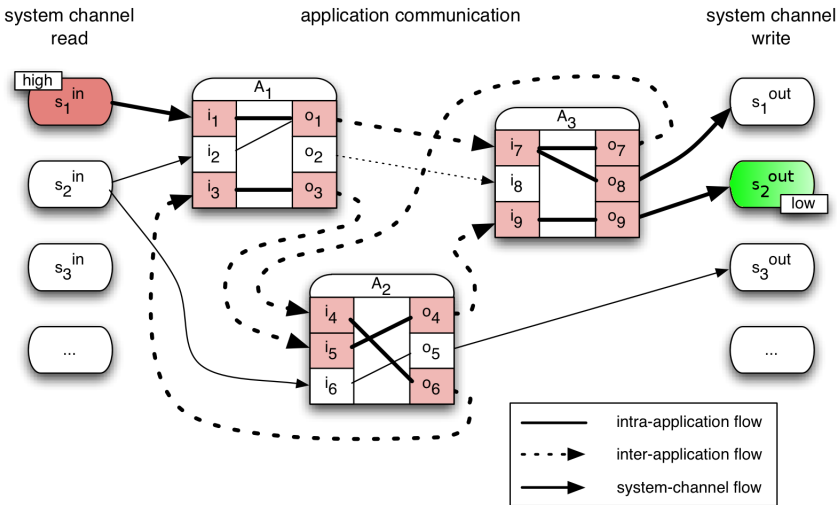 system channel
read
application communication
system channel
write
high
s1in
s2in
s3in
...
A1
i1 o1
i2 o2
i3 o3
A3
i7 o7
i8 o8
i9 o9
A2
i4 o4
i5 o5
i6 o6
s1out
s2out
low
s3out
...
intra-application flow
inter-application flow
system-channel flow